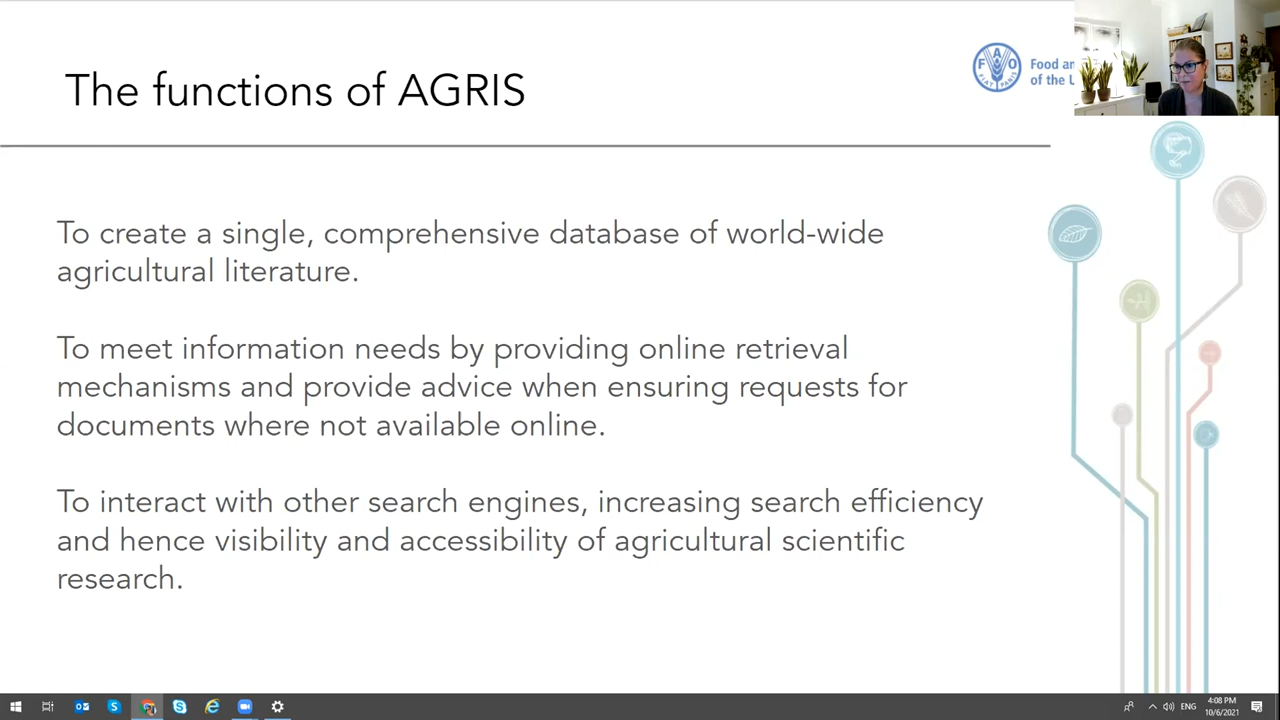 The functions of AGRIS
FAO
FIAT PANIS
Food an
of the U
To create a single, comprehensive database of world-wide
agricultural literature.
To meet information needs by providing online retrieval
mechanisms and provide advice when ensuring requests for
documents where not available online.
To interact with other search engines, increasing search efficiency
and hence visibility and accessibility of agricultural scientific
research.
ENG
4:08 PM
10/6/2021